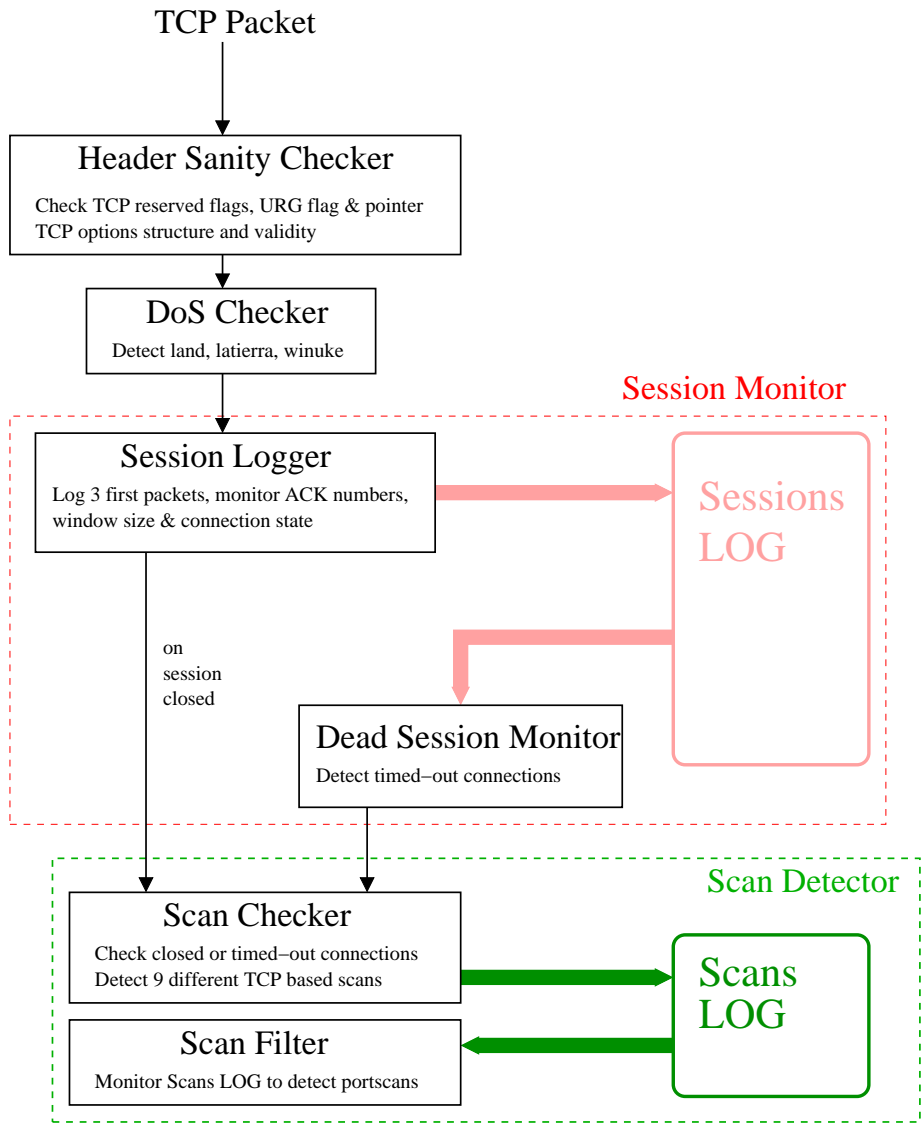 TCP Packet
Header Sanity Checker
Check TCP reserved flags, URG flag & pointer
TCP options structure and validity
DoS Checker
Detect land, latierra, winuke
Session Monitor
Session Logger
Log 3 first packets, monitor ACK numbers,
window size & connection state
Sessions
LOG
on
session
closed
Dead Session Monitor
Detect timed−out connections
Scan Detector
Scan Checker
Check closed or timed−out connections
Detect 9 different TCP based scans
Scans
LOG
Scan Filter
Monitor Scans LOG to detect portscans